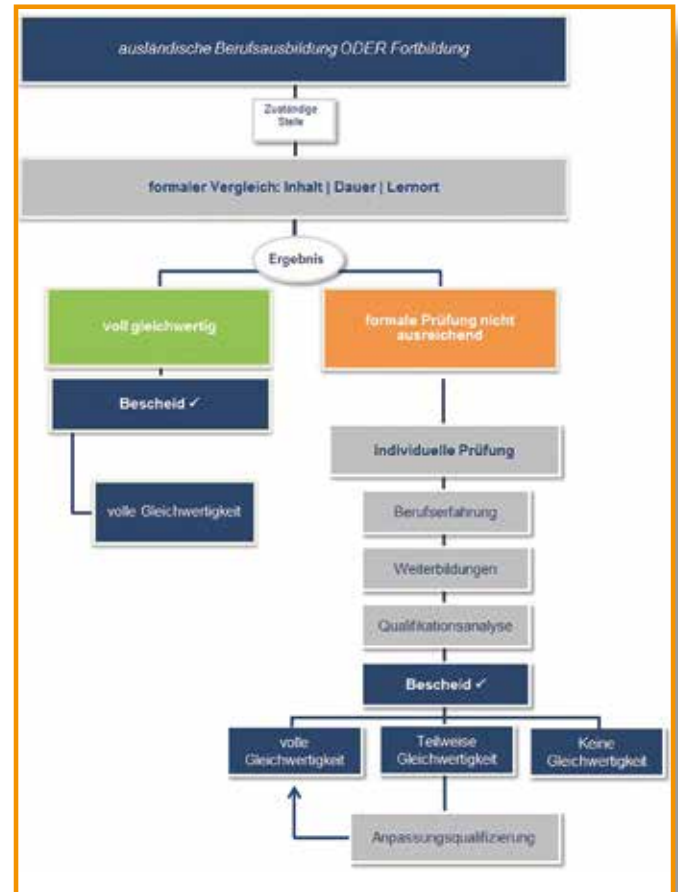 ausländische Berufsausbildung ODER Fortbildung
Zuständige
Stelle
formaler Vergleich: Inhalt | Dauer | Lernort
Ergebnis
voll gleichwertig
formale Prüfung nicht
ausreichend
Bescheid ✓
Individuelle Prüfung
volle Gleichwertigkeit
Berufserfahrung
Weiterbildungen
Qualifikationsanalyse
Bescheid ✓
volle
Gleichwertigkeit
Teilweise
Gleichwertigkeit
Keine
Gleichwertigkeit
Anpassungsqualifizierung